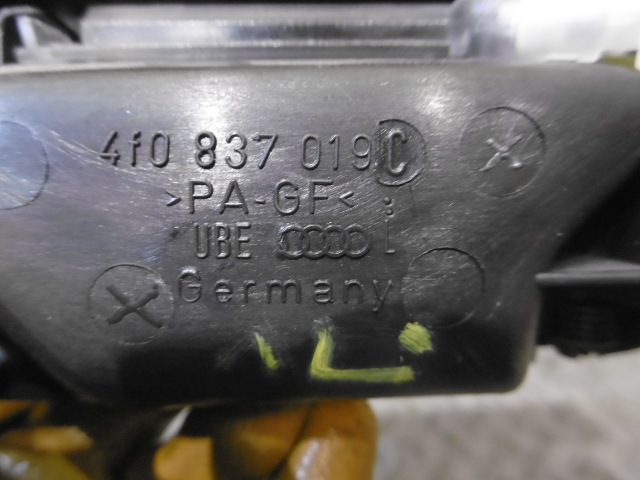 4f0 837 019 C
>PA-GF<
UBE L
Germany